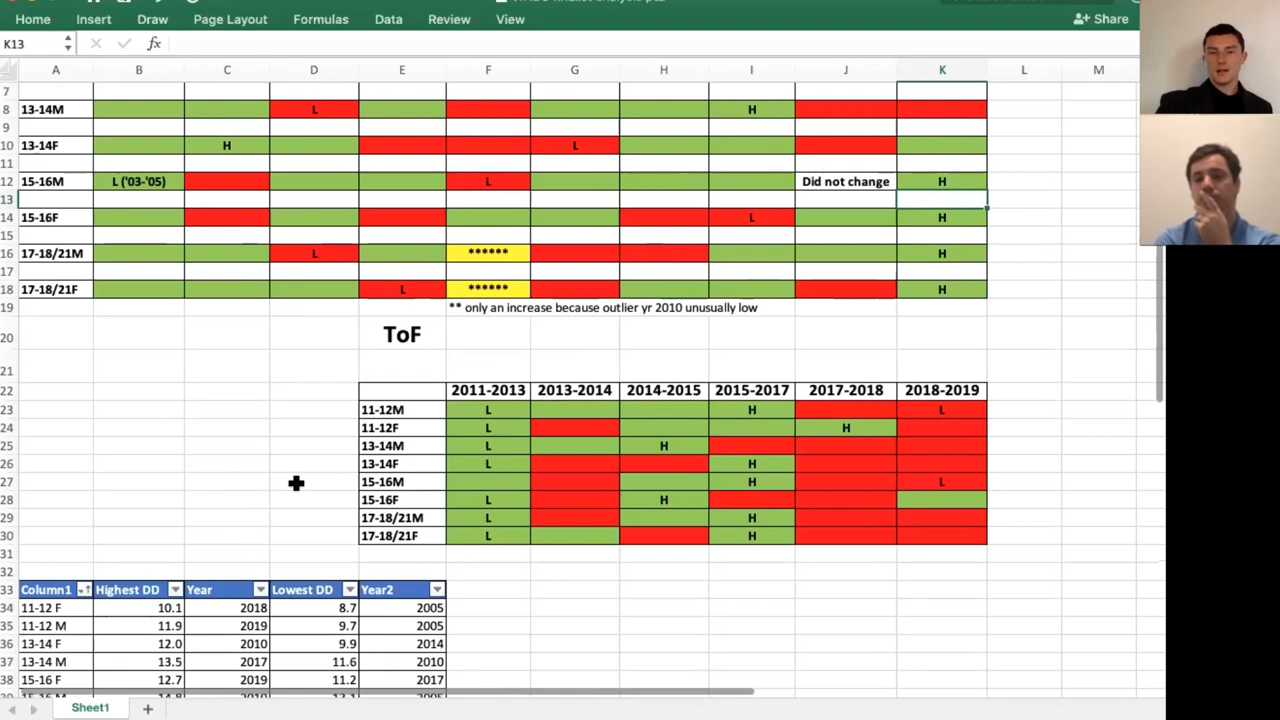 Home Insert Draw Page Layout Formulas Data Review View Share
K13 fx
A B C D E F G H I J K L M
7
8 13-14M L H
9
10 13-14F H L
11
12 15-16M L ('03-'05) L Did not change H
13
14 15-16F L H
15
16 17-18/21M L ****** H
17
18 17-18/21F L ****** H
19 ** only an increase because outlier yr 2010 unusually low
20 ToF
21
22 2011-2013 2013-2014 2014-2015 2015-2017 2017-2018 2018-2019
23 11-12M L H L
24 11-12F L H
25 13-14M L H
26 13-14F L H
27 15-16M H L
28 15-16F L H
29 17-18/21M L H
30 17-18/21F L H
31
32
33 Column1 Highest DD Year Lowest DD Year2
34 11-12 F 10.1 2018 8.7 2005
35 11-12 M 11.9 2019 9.7 2005
36 13-14 F 12.0 2010 9.9 2014
37 13-14 M 13.5 2017 11.6 2010
38 15-16 F 12.7 2019 11.2 2017
Sheet1